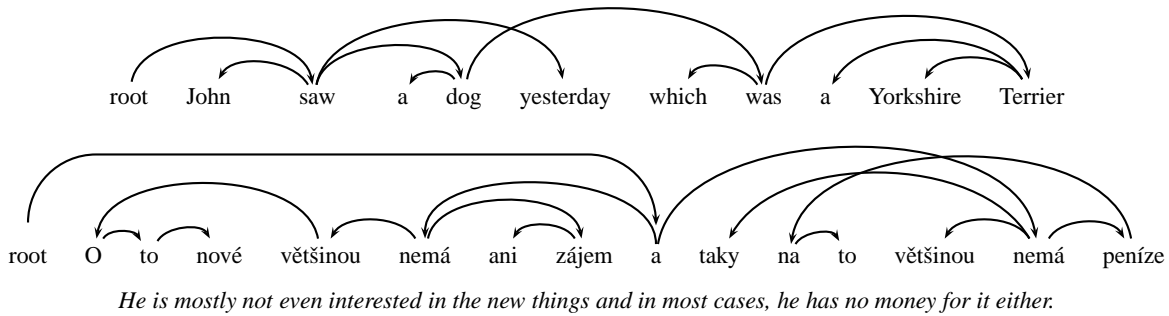 root John saw a dog yesterday which was a Yorkshire Terrier
root O to nové většinou nemá ani zájem a taky na to většinou nemá peníze
He is mostly not even interested in the new things and in most cases, he has no money for it either.